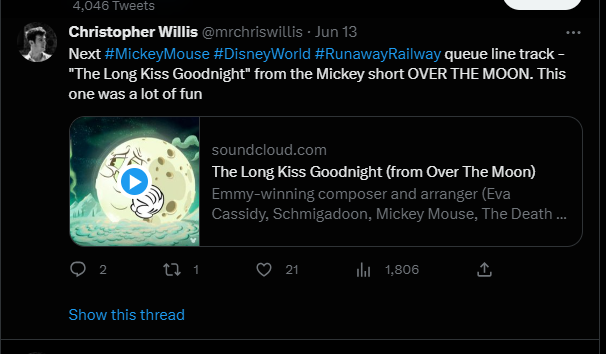 4,046 Tweets
Christopher Willis @mrchriswillis · Jun 13
Next #MickeyMouse #DisneyWorld #RunawayRailway queue line track -
"The Long Kiss Goodnight" from the Mickey short OVER THE MOON. This
one was a lot of fun
soundcloud.com
The Long Kiss Goodnight (from Over The Moon)
Emmy-winning composer and arranger (Eva
Cassidy, Schmigadoon, Mickey Mouse, The Death ...
2 1 21 1,806
Show this thread